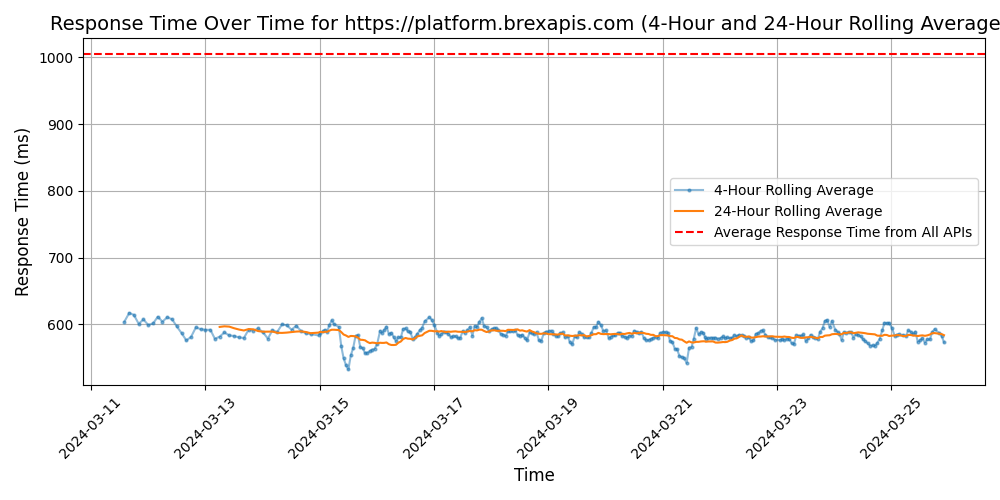 Response Time Over Time for https://platform.brexapis.com (4-Hour and 24-Hour Rolling Average
Response Time (ms)
1000
900
800
700
600
4-Hour Rolling Average
24-Hour Rolling Average
Average Response Time from All APIs
2024-03-11
2024-03-13
2024-03-15
2024-03-17
2024-03-19
2024-03-21
2024-03-23
2024-03-25
Time